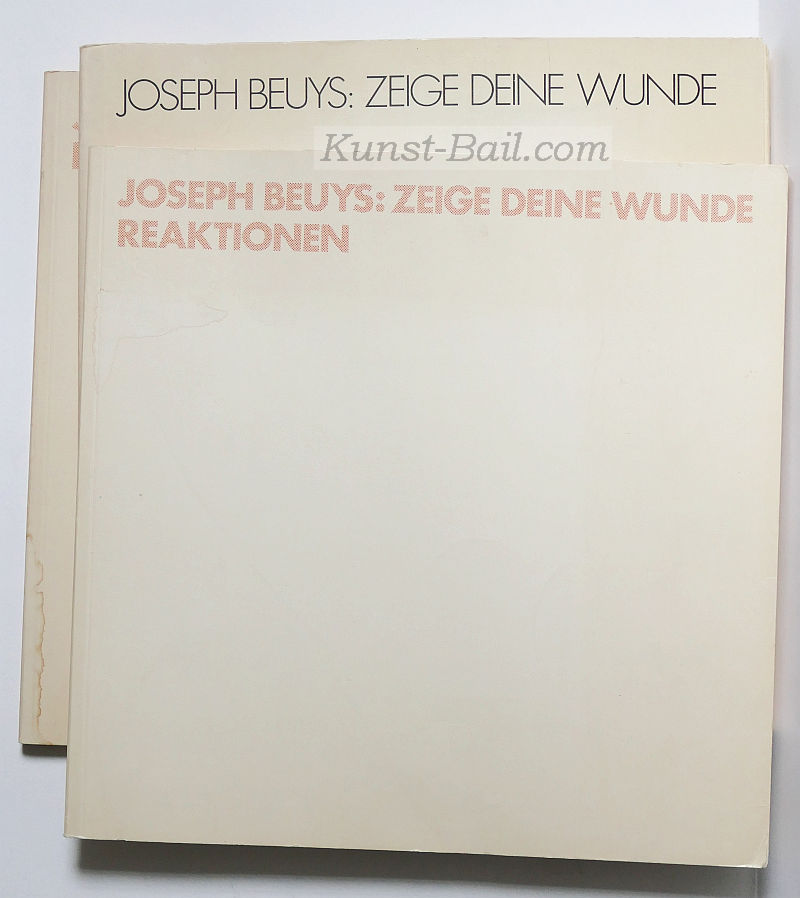 JOSEPH BEUYS: ZEIGE DEINE WUNDE
Kunst-Bail.com
JOSEPH BEUYS: ZEIGE DEINE WUNDE
REAKTIONEN